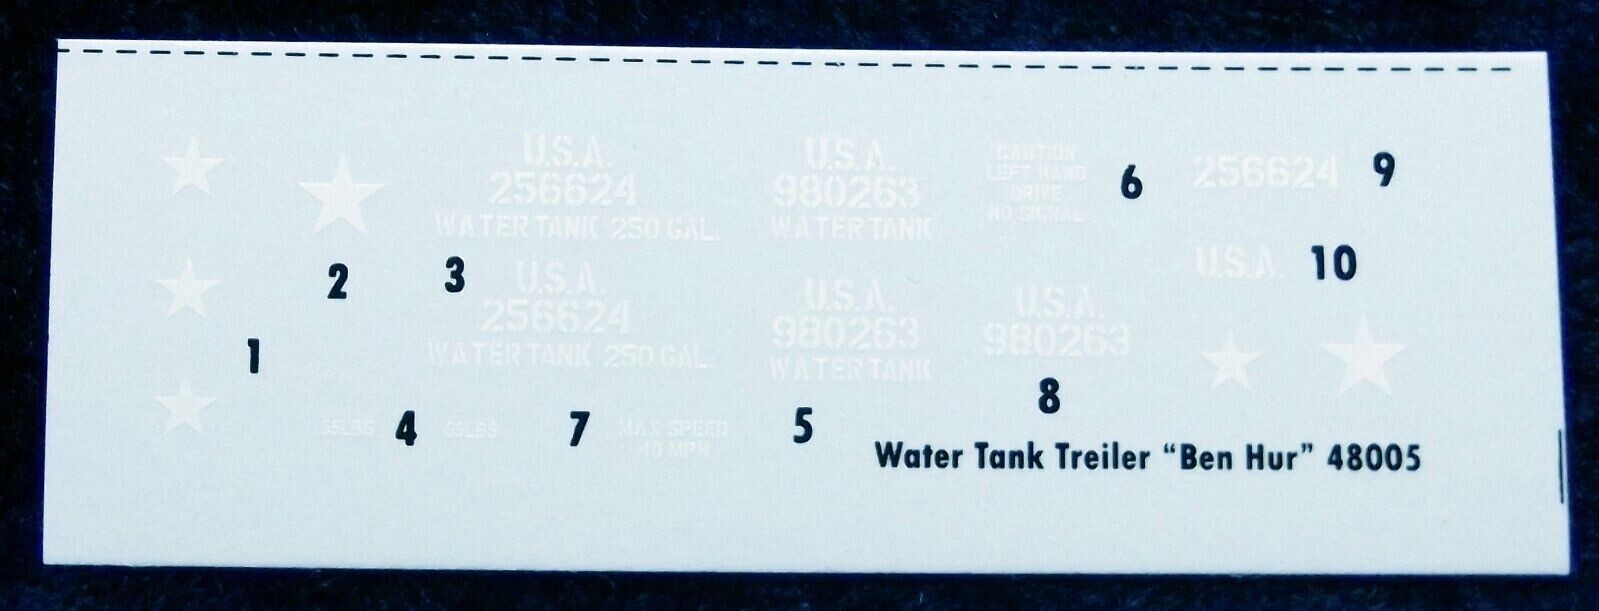 U.S.A.
256624
WATER TANK 250 GAL.
U.S.A.
980263
WATER TANK
CAUTION
LEFT HAND
DRIVE
NO SIGNAL
6
256624
9
2
3
U.S.A.
256624
WATER TANK 250 GAL.
U.S.A.
980263
WATER TANK
U.S.A.
980263
U.S.A.
10
1
55LBS
4
55LBS
7
MAX SPEED
40 MPH
5
8
Water Tank Treiler “Ben Hur” 48005